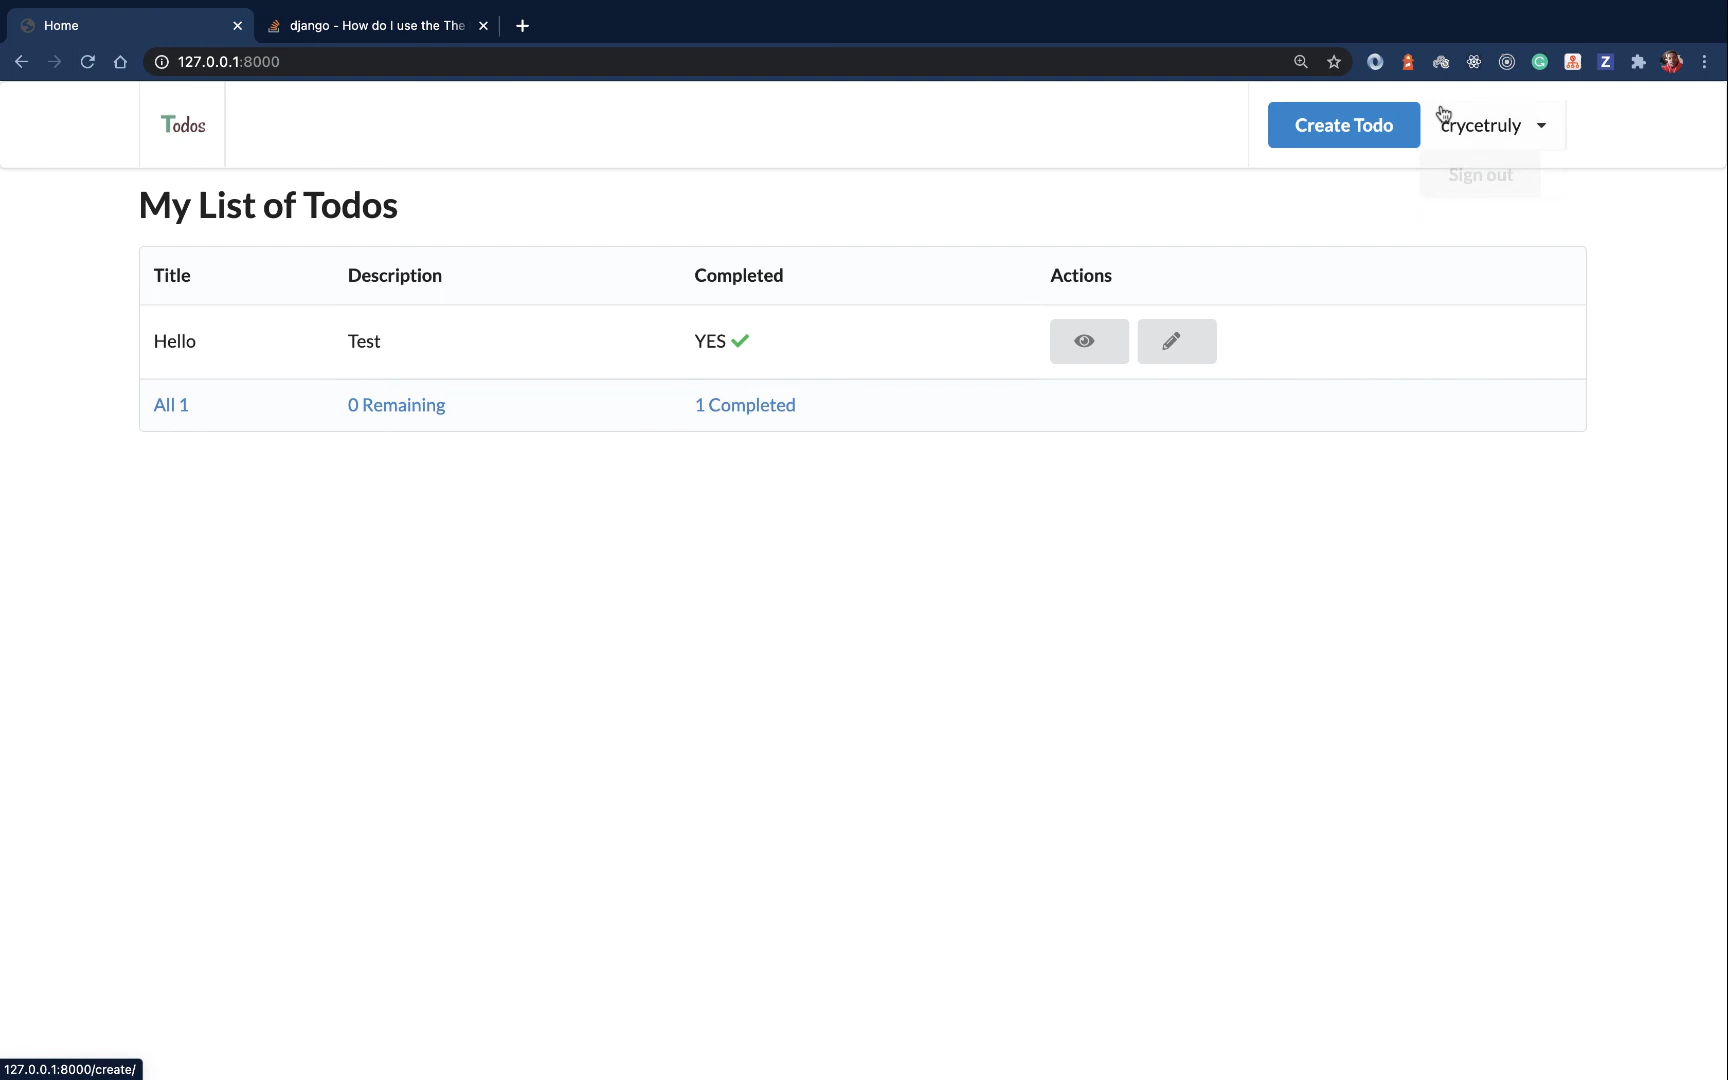 Home
django - How do I use the The
127.0.0.1:8000
Todos
Create Todo
crycetruly
Sign out
My List of Todos
Title Description Completed Actions
Hello Test YES
All 1 0 Remaining 1 Completed
127.0.0.1:8000/create/